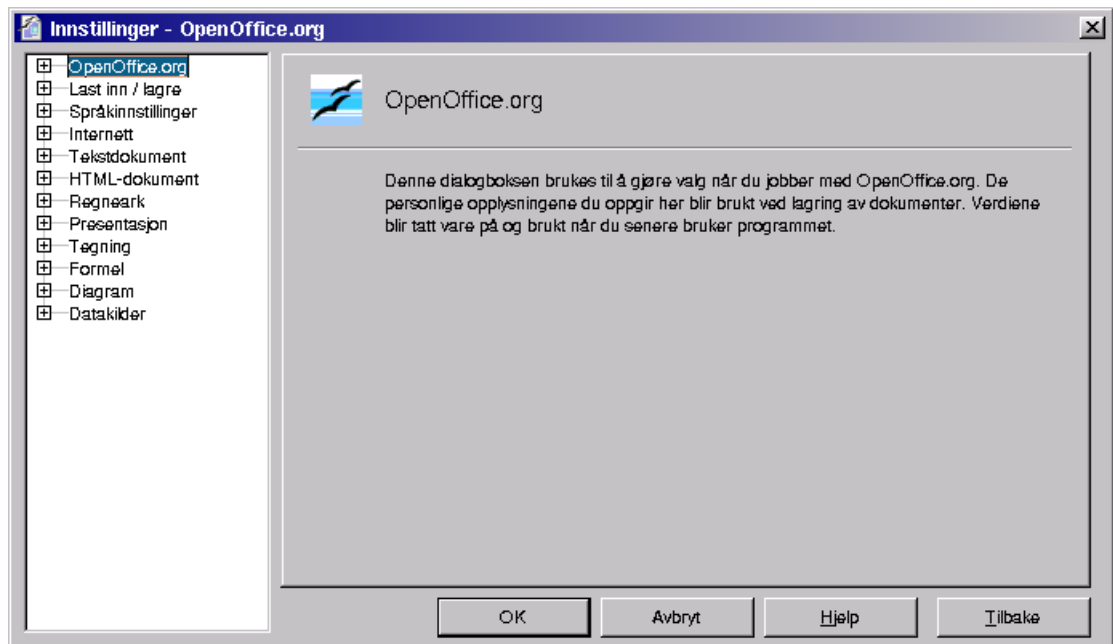 Innstillinger - OpenOffice.org
OpenOffice.org
Last inn / lagre
Språkinnstillinger
Internett
Tekstdokument
HTML-dokument
Regneark
Presentasjon
Tegning
Formel
Diagram
Datakilder
OpenOffice.org
Denne dialogboksen brukes til å gjøre valg når du jobber med OpenOffice.org. De
personlige opplysningene du oppgir her blir brukt ved lagring av dokumenter. Verdiene
blir tatt vare på og brukt når du senere bruker programmet.
OK
Avbryt
Hjelp
Tilbake